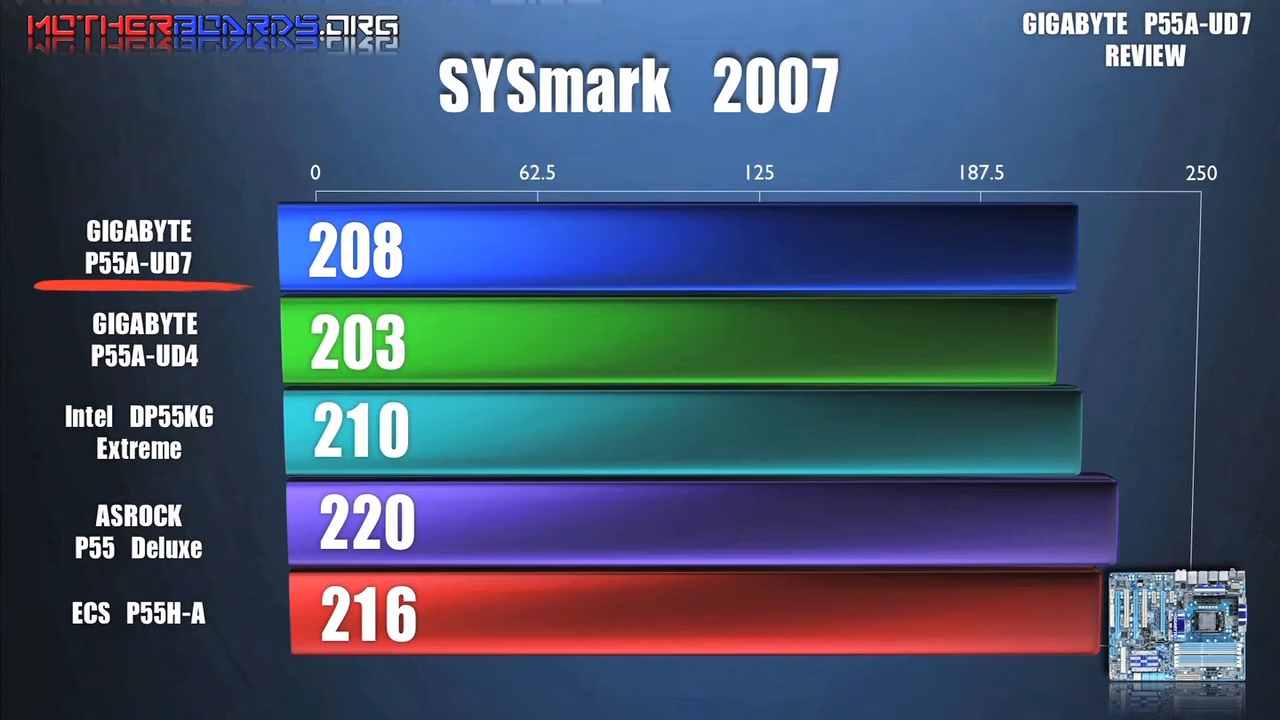 MOTHERBOARDS.ORG
GIGABYTE P55A-UD7
REVIEW
SYSmark 2007
0 62.5 125 187.5 250
GIGABYTE
P55A-UD7
208
GIGABYTE
P55A-UD4
203
Intel DP55KG
Extreme
210
ASROCK
P55 Deluxe
220
ECS P55H-A
216